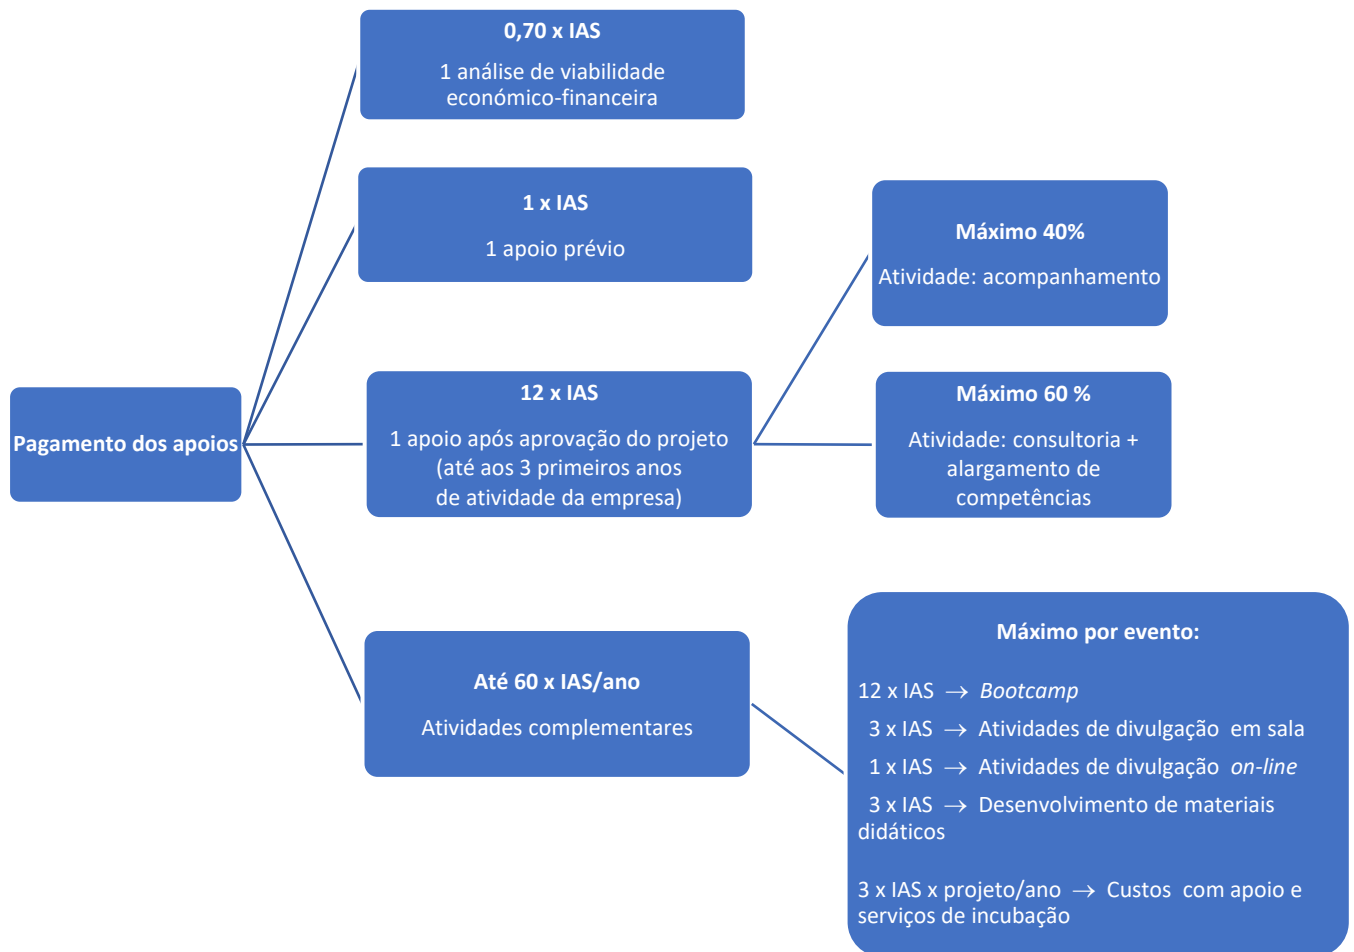 Pagamento dos apoios
0,70 x IAS
1 análise de viabilidade
económico-financeira
1 x IAS
1 apoio prévio
12 x IAS
1 apoio após aprovação do projeto
(até aos 3 primeiros anos
de atividade da empresa)
Máximo 40%
Atividade: acompanhamento
Máximo 60 %
Atividade: consultoria +
alargamento de
competências
Até 60 x IAS/ano
Atividades complementares
Máximo por evento:
12 x IAS → Bootcamp
3 x IAS → Atividades de divulgação em sala
1 x IAS → Atividades de divulgação on-line
3 x IAS → Desenvolvimento de materiais
didáticos
3 x IAS x projeto/ano → Custos com apoio e
serviços de incubação